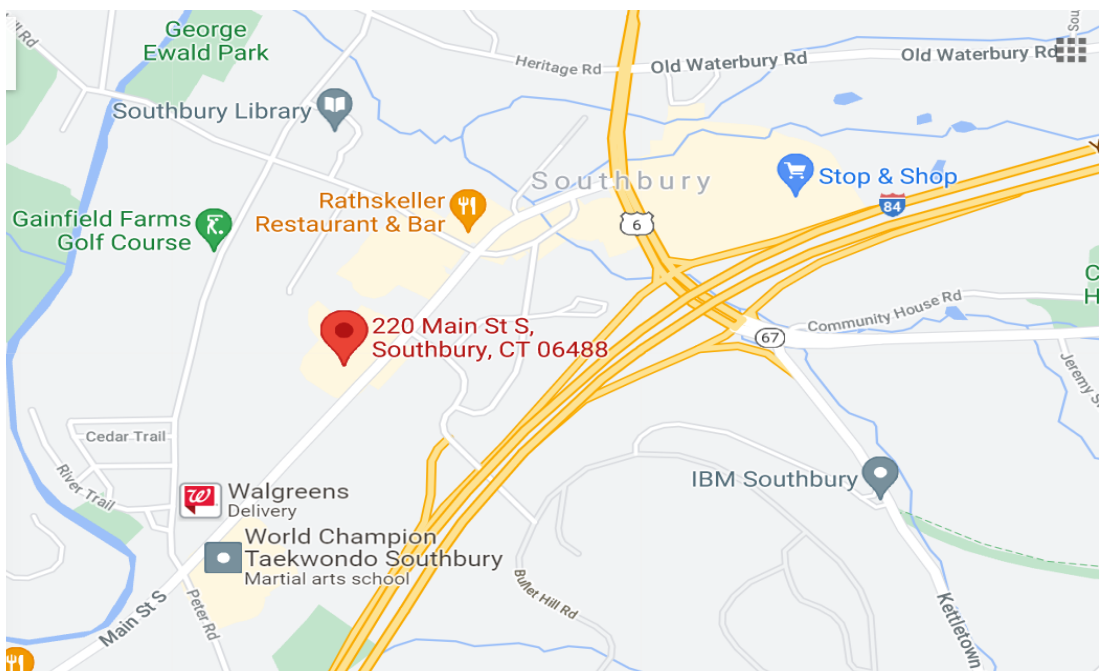 George
Ewald Park
Heritage Rd
Old Waterbury Rd
Old Waterbury Rd
Southbury Library
Southbury
Stop & Shop
84
Rathskeller
Restaurant & Bar
6
Gainfield Farms
Golf Course
Community House Rd
67
220 Main St S,
Southbury, CT 06488
Cedar Trail
River Trail
IBM Southbury
Walgreens
Delivery
World Champion
Taekwondo Southbury
Martial arts school
Bullet Hill Rd
Peter Rd
Main St S
Kettletown